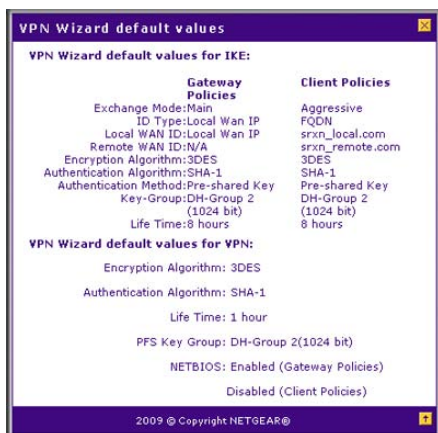 VPN Wizard default values
VPN Wizard default values for IKE:
Gateway Policies Client Policies
Exchange Mode:Main Aggressive
ID Type:Local Wan IP FQDN
Local WAN ID:Local Wan IP srxn_local.com
Remote WAN ID:N/A srxn_remote.com
Encryption Algorithm:3DES 3DES
Authentication Algorithm:SHA-1 SHA-1
Authentication Method:Pre-shared Key Pre-shared Key
Key-Group:DH-Group 2 (1024 bit) DH-Group 2 (1024 bit)
Life Time:8 hours 8 hours
VPN Wizard default values for VPN:
Encryption Algorithm: 3DES
Authentication Algorithm: SHA-1
Life Time: 1 hour
PFS Key Group: DH-Group 2(1024 bit)
NETBIOS: Enabled (Gateway Policies)
Disabled (Client Policies)
2009 © Copyright NETGEAR®